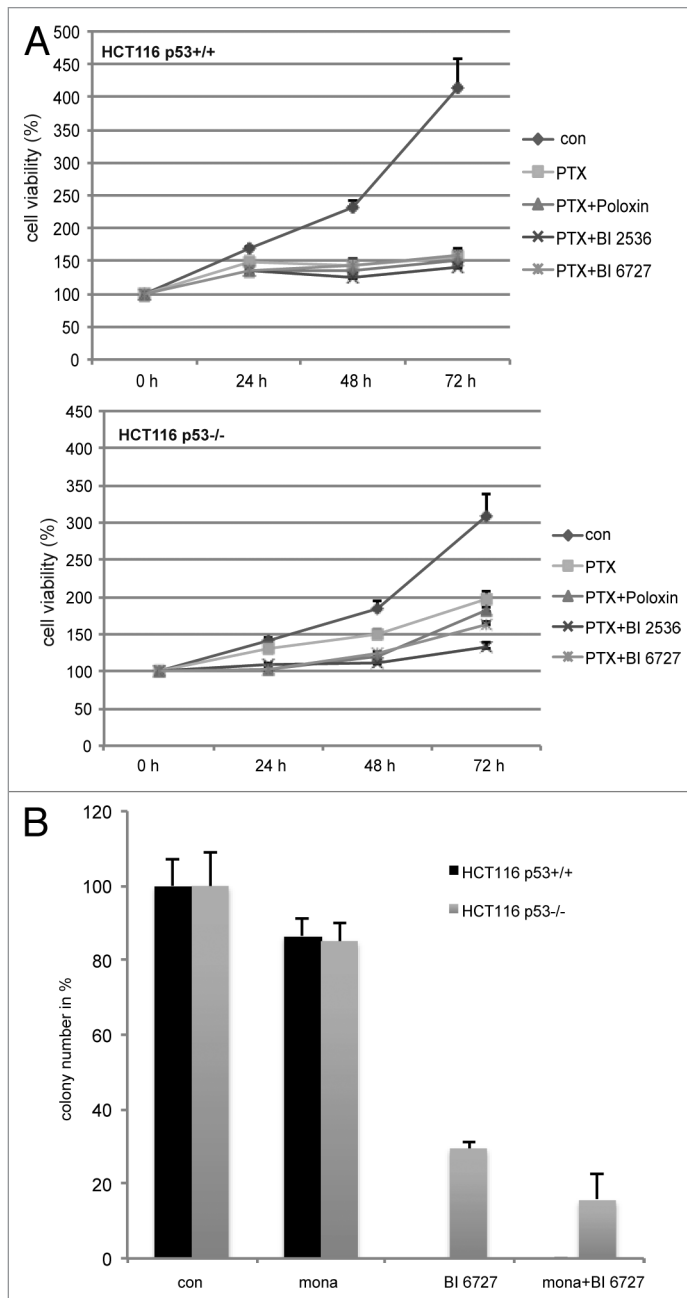 A
HCT116 p53+/+
cell viability (%)
500
450
400
350
300
250
200
150
100
50
0
0 h 24 h 48 h 72 h
con
PTX
PTX+Poloxin
PTX+BI 2536
PTX+BI 6727
HCT116 p53-/-
cell viability (%)
450
400
350
300
250
200
150
100
50
0
0 h 24 h 48 h 72 h
con
PTX
PTX+Poloxin
PTX+BI 2536
PTX+BI 6727
B
colony number in %
120
100
80
60
40
20
0
HCT116 p53+/+
HCT116 p53-/-
con mona BI 6727 mona+BI 6727